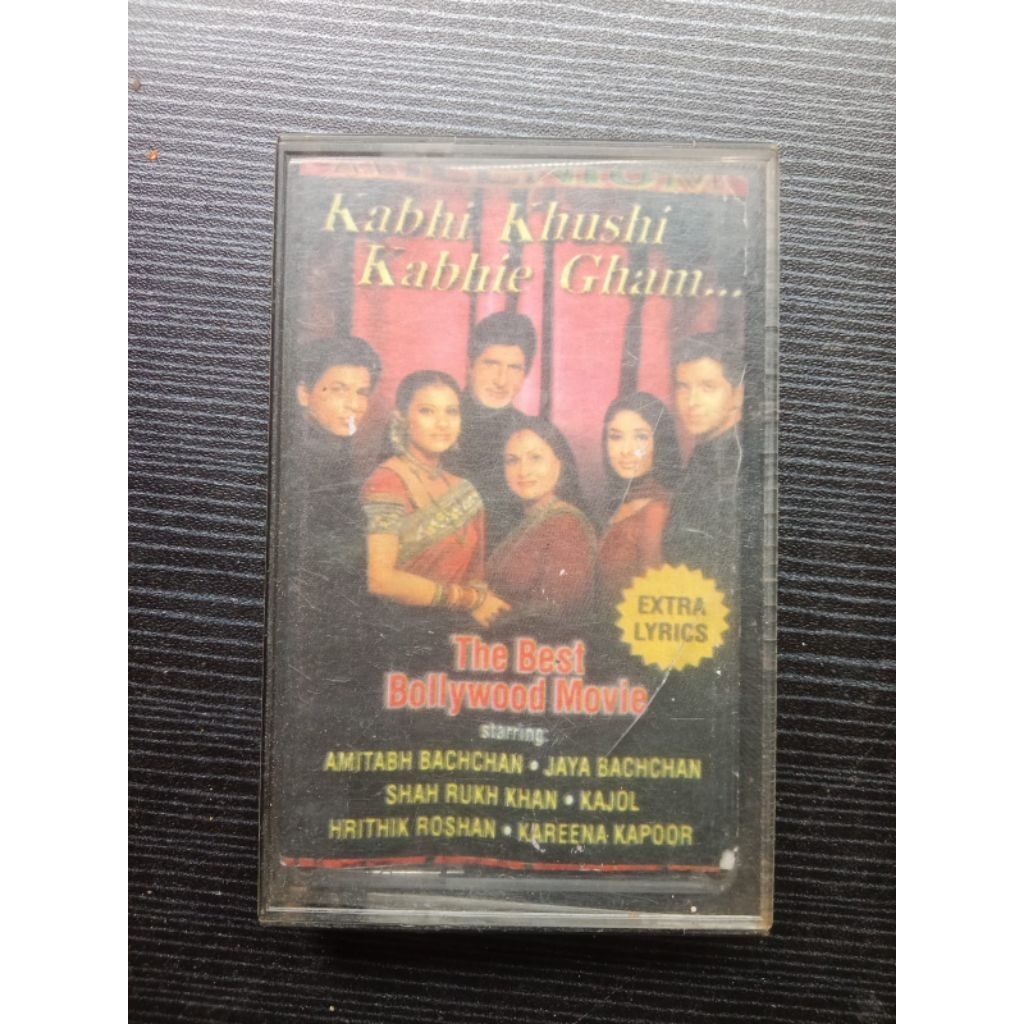 Kabhi Khushi
Kabhie Gham...
EXTRA
LYRICS
The Best
Bollywood Movie
starring:
AMITABH BACHCHAN • JAYA BACHCHAN
SHAH RUKH KHAN • KAJOL
HRITHIK ROSHAN • KAREENA KAPOOR